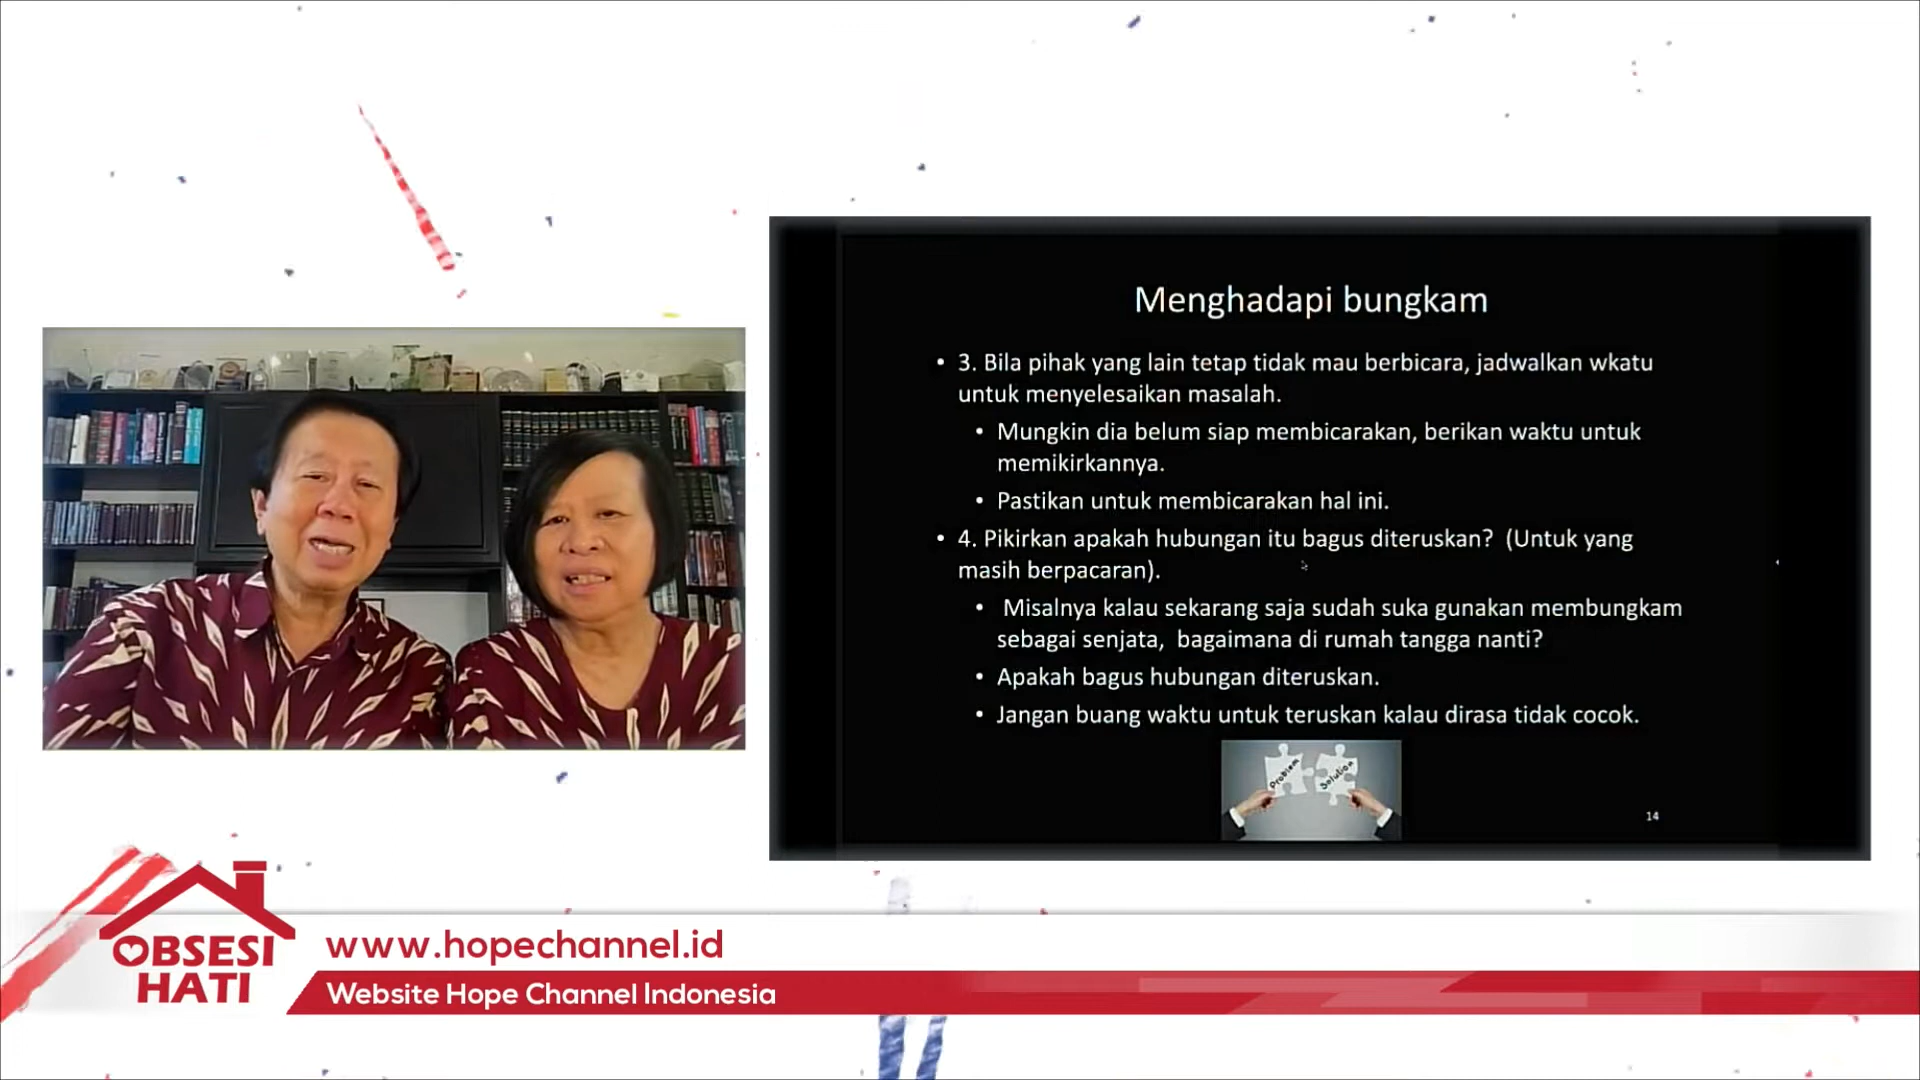 Menghadapi bungkam
• 3. Bila pihak yang lain tetap tidak mau berbicara, jadwalkan wkatu
untuk menyelesaikan masalah.
• Mungkin dia belum siap membicarakan, berikan waktu untuk
memikirkannya.
• Pastikan untuk membicarakan hal ini.
• 4. Pikirkan apakah hubungan itu bagus diteruskan? (Untuk yang
masih berpacaran).
• Misalnya kalau sekarang saja sudah suka gunakan membungkam
sebagai senjata, bagaimana di rumah tangga nanti?
• Apakah bagus hubungan diteruskan.
• Jangan buang waktu untuk teruskan kalau dirasa tidak cocok.
Problem
Solution
14
OBSESI
HATI
www.hopechannel.id
Website Hope Channel Indonesia